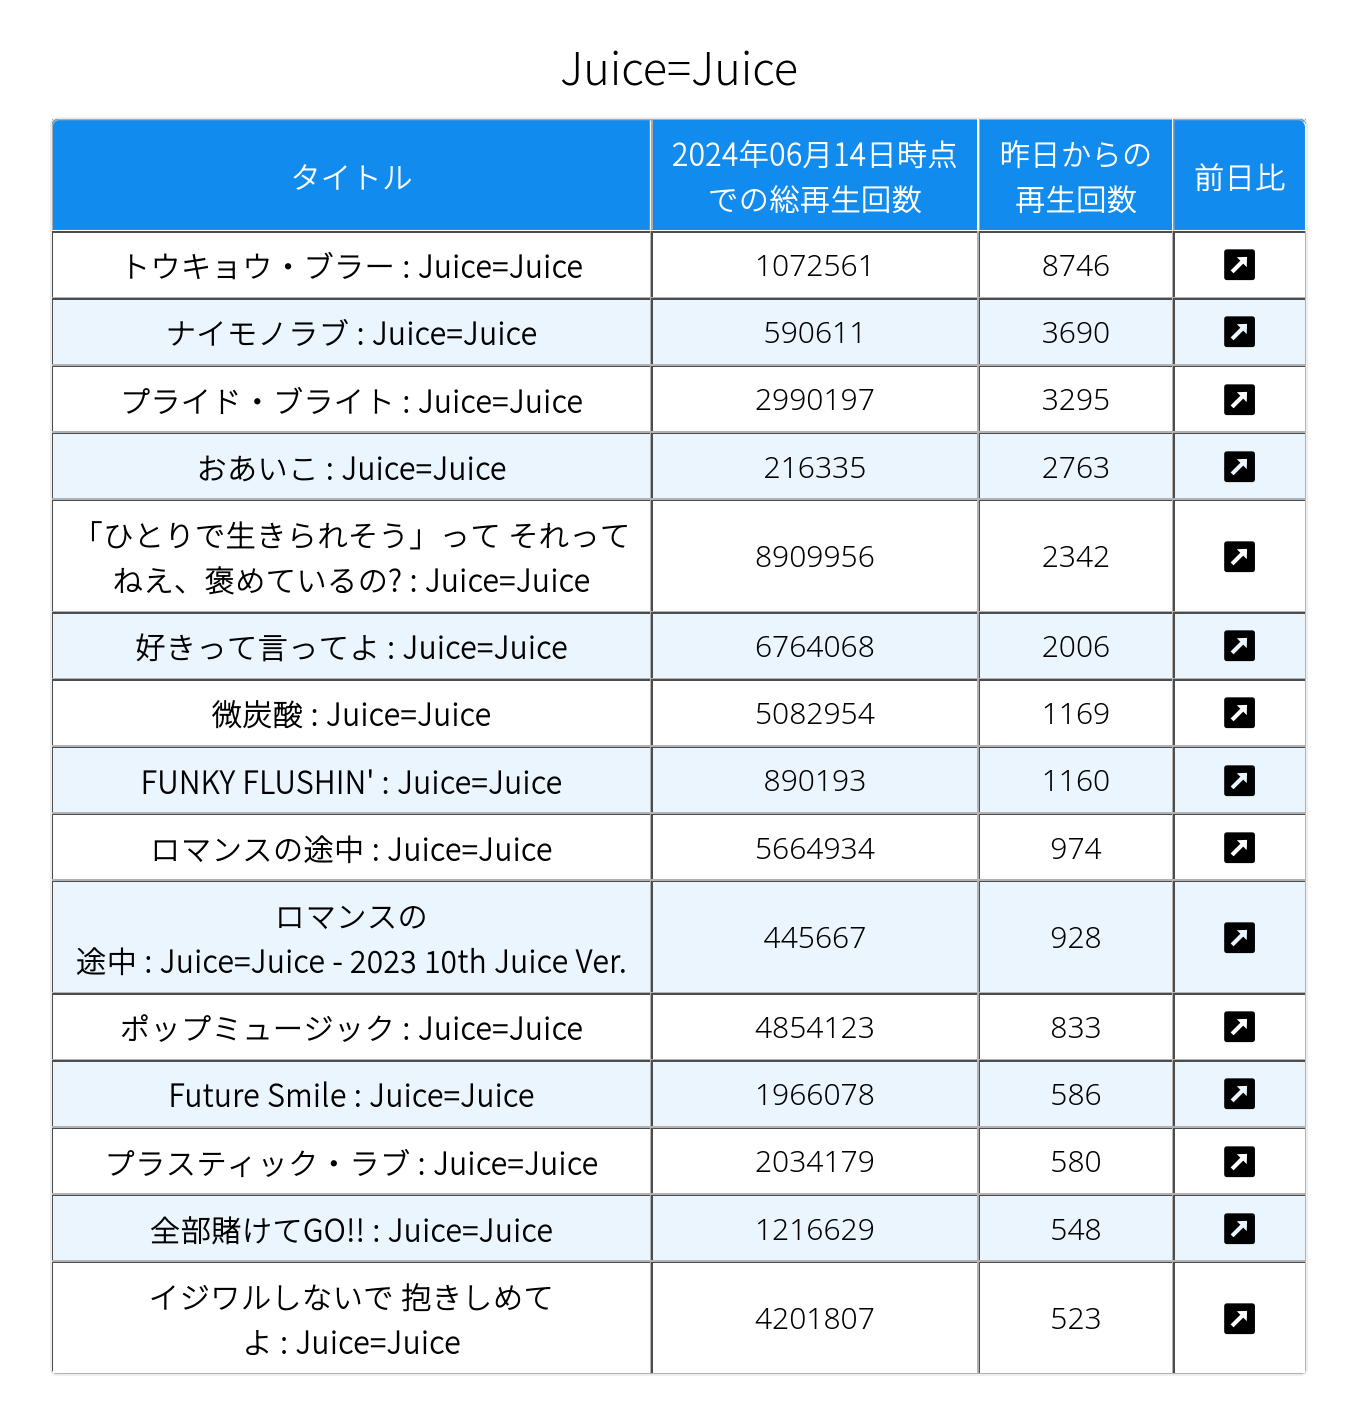 Juice=Juice
タイトル
2024年06月14日時点
での総再生回数
昨日からの
再生回数
前日比
トウキョウ・ブラー : Juice=Juice
1072561
8746
ナイモノラブ : Juice=Juice
590611
3690
プライド・ブライト : Juice=Juice
2990197
3295
おあいこ : Juice=Juice
216335
2763
「ひとりで生きられそう」って それって
ねえ、褒めているの? : Juice=Juice
8909956
2342
好きって言ってよ : Juice=Juice
6764068
2006
微炭酸 : Juice=Juice
5082954
1169
FUNKY FLUSHIN' : Juice=Juice
890193
1160
ロマンスの途中 : Juice=Juice
5664934
974
ロマンスの
途中 : Juice=Juice - 2023 10th Juice Ver.
445667
928
ポップミュージック : Juice=Juice
4854123
833
Future Smile : Juice=Juice
1966078
586
プラスティック・ラブ : Juice=Juice
2034179
580
全部賭けてGO!! : Juice=Juice
1216629
548
イジワルしないで 抱きしめて
よ : Juice=Juice
4201807
523